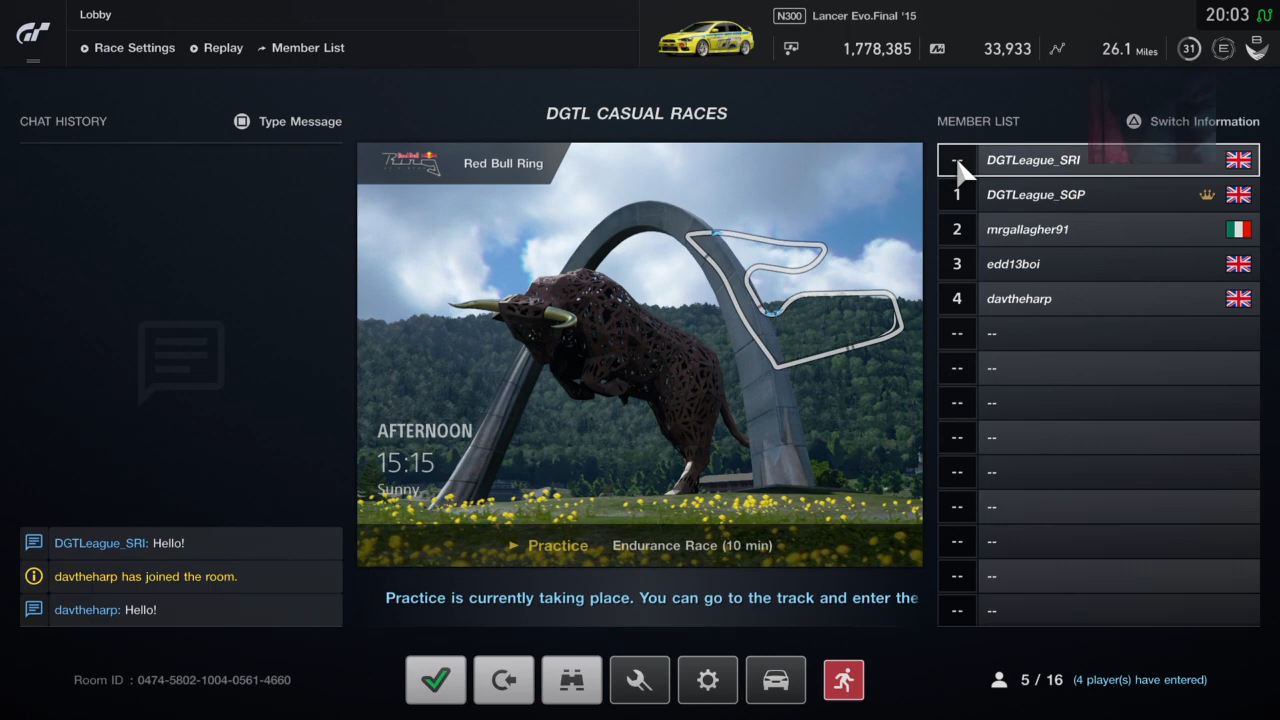 Lobby
Race Settings
Replay
Member List
N300
Lancer Evo.Final '15
1,778,385
33,933
26.1 Miles
31
E
B
20:03
CHAT HISTORY
Type Message
DGTL CASUAL RACES
MEMBER LIST
Switch Information
Red Bull Ring
AFTERNOON
15:15
Sunny
Practice
Endurance Race (10 min)
Practice is currently taking place. You can go to the track and enter the
-- DGTLeague_SRI
1 DGTLeague_SGP
2 mrgallagher91
3 edd13boi
4 davtheharp
-- --
-- --
-- --
-- --
-- --
-- --
-- --
-- --
-- --
DGTLeague_SRI: Hello!
davtheharp has joined the room.
davtheharp: Hello!
Room ID : 0474-5802-1004-0561-4660
5 / 16
(4 player(s) have entered)